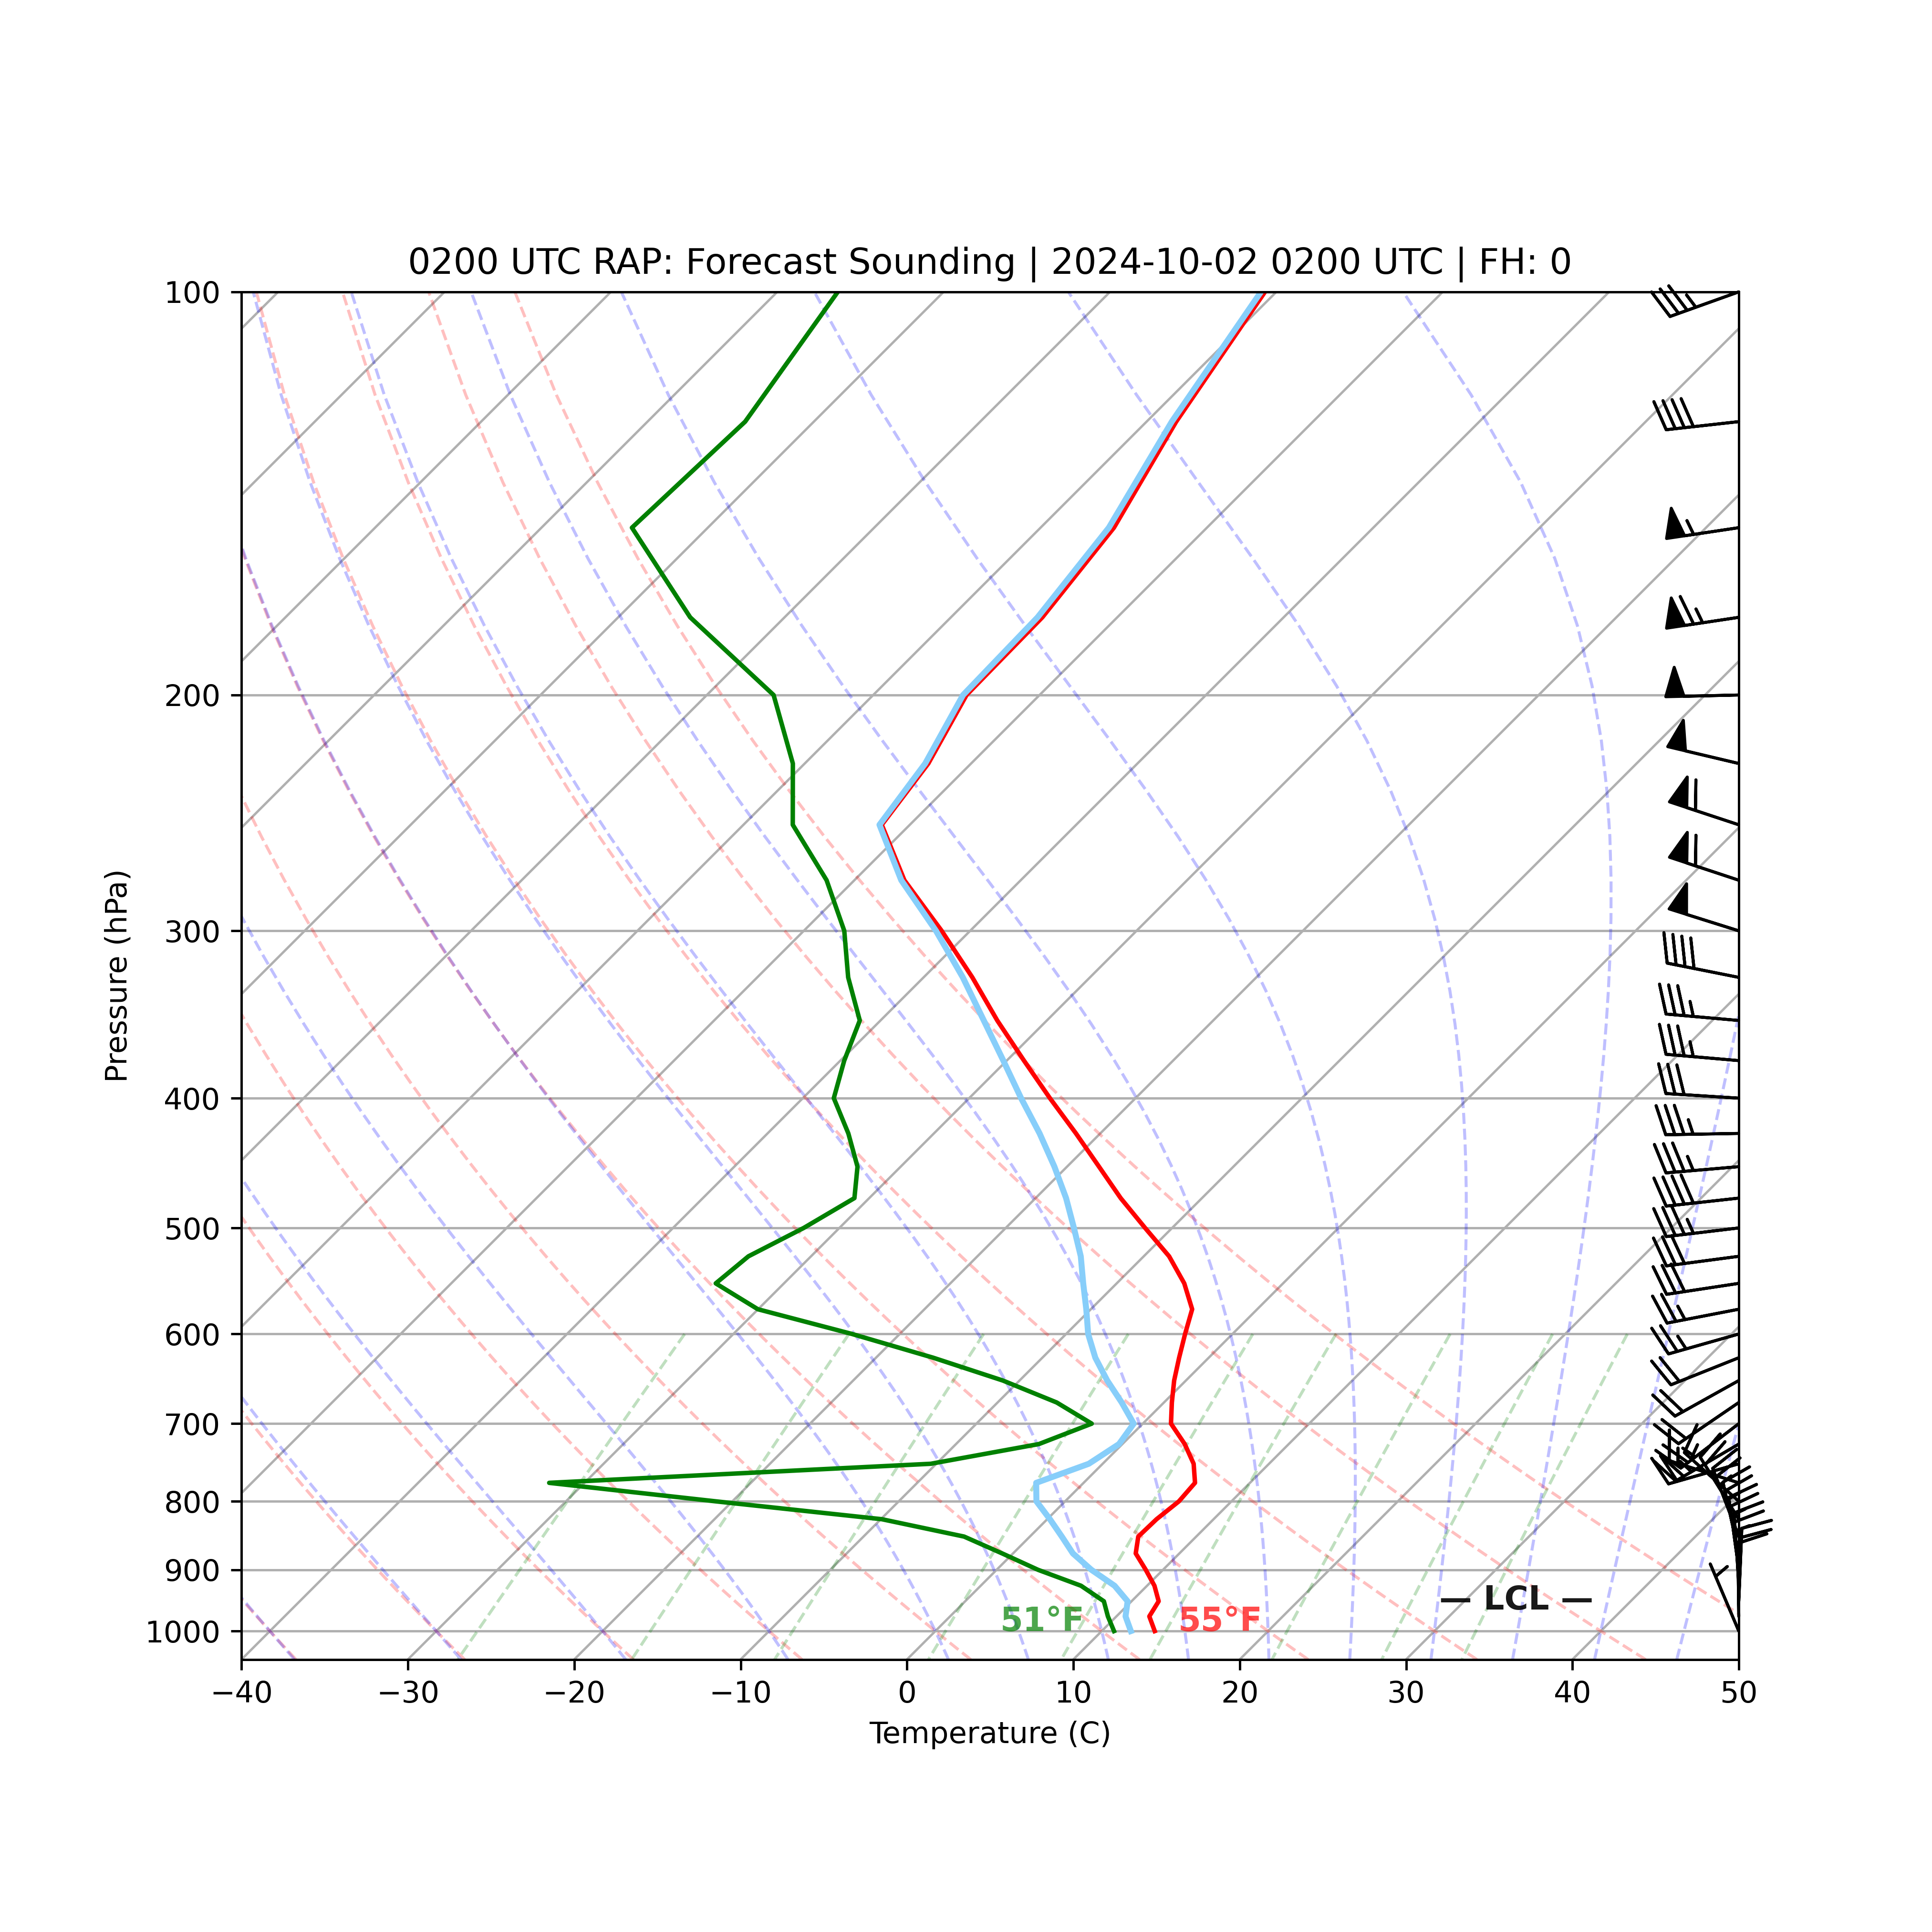 0200 UTC RAP: Forecast Sounding | 2024-10-02 0200 UTC | FH: 0
100
200
300
400
500
600
700
800
900
1000
Pressure (hPa)
51°F
55°F
— LCL —
−40 −30 −20 −10 0 10 20 30 40 50
Temperature (C)